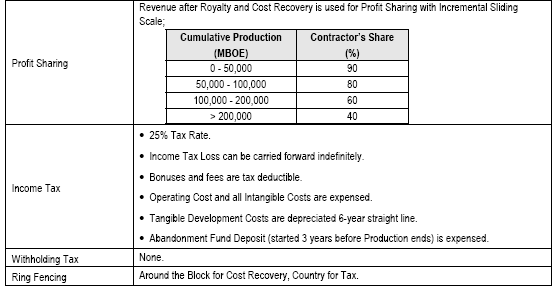 Profit Sharing
Revenue after Royalty and Cost Recovery is used for Profit Sharing with Incremental Sliding
Scale;
Cumulative Production Contractor's Share
(MBOE) (%)
0 - 50,000 90
50,000 - 100,000 80
100,000 - 200,000 60
> 200,000 40
Income Tax
• 25% Tax Rate.
• Income Tax Loss can be carried forward indefinitely.
• Bonuses and fees are tax deductible.
• Operating Cost and all Intangible Costs are expensed.
• Tangible Development Costs are depreciated 6-year straight line.
• Abandonment Fund Deposit (started 3 years before Production ends) is expensed.
Withholding Tax None.
Ring Fencing Around the Block for Cost Recovery, Country for Tax.